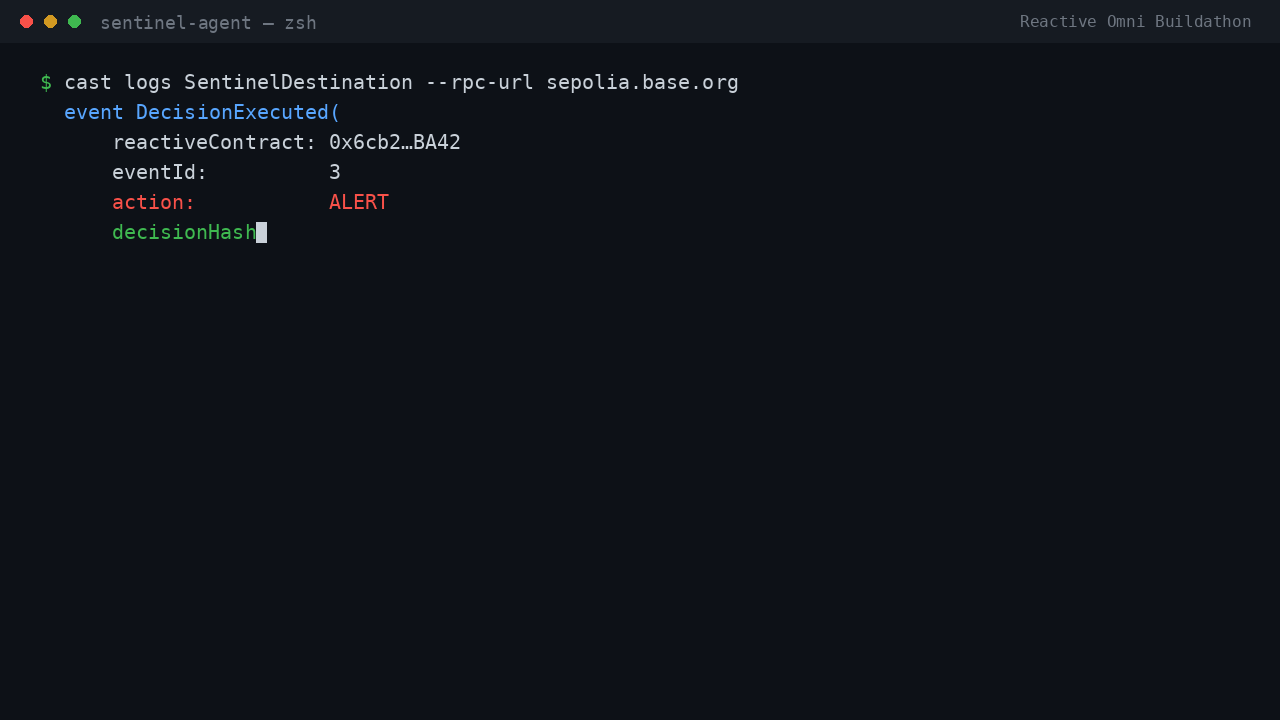 sentinel-agent — zsh
Reactive Omni Buildathon
$ cast logs SentinelDestination --rpc-url sepolia.base.org
event DecisionExecuted(
reactiveContract: 0x6cb2…BA42
eventId: 3
action: ALERT
decisionHash